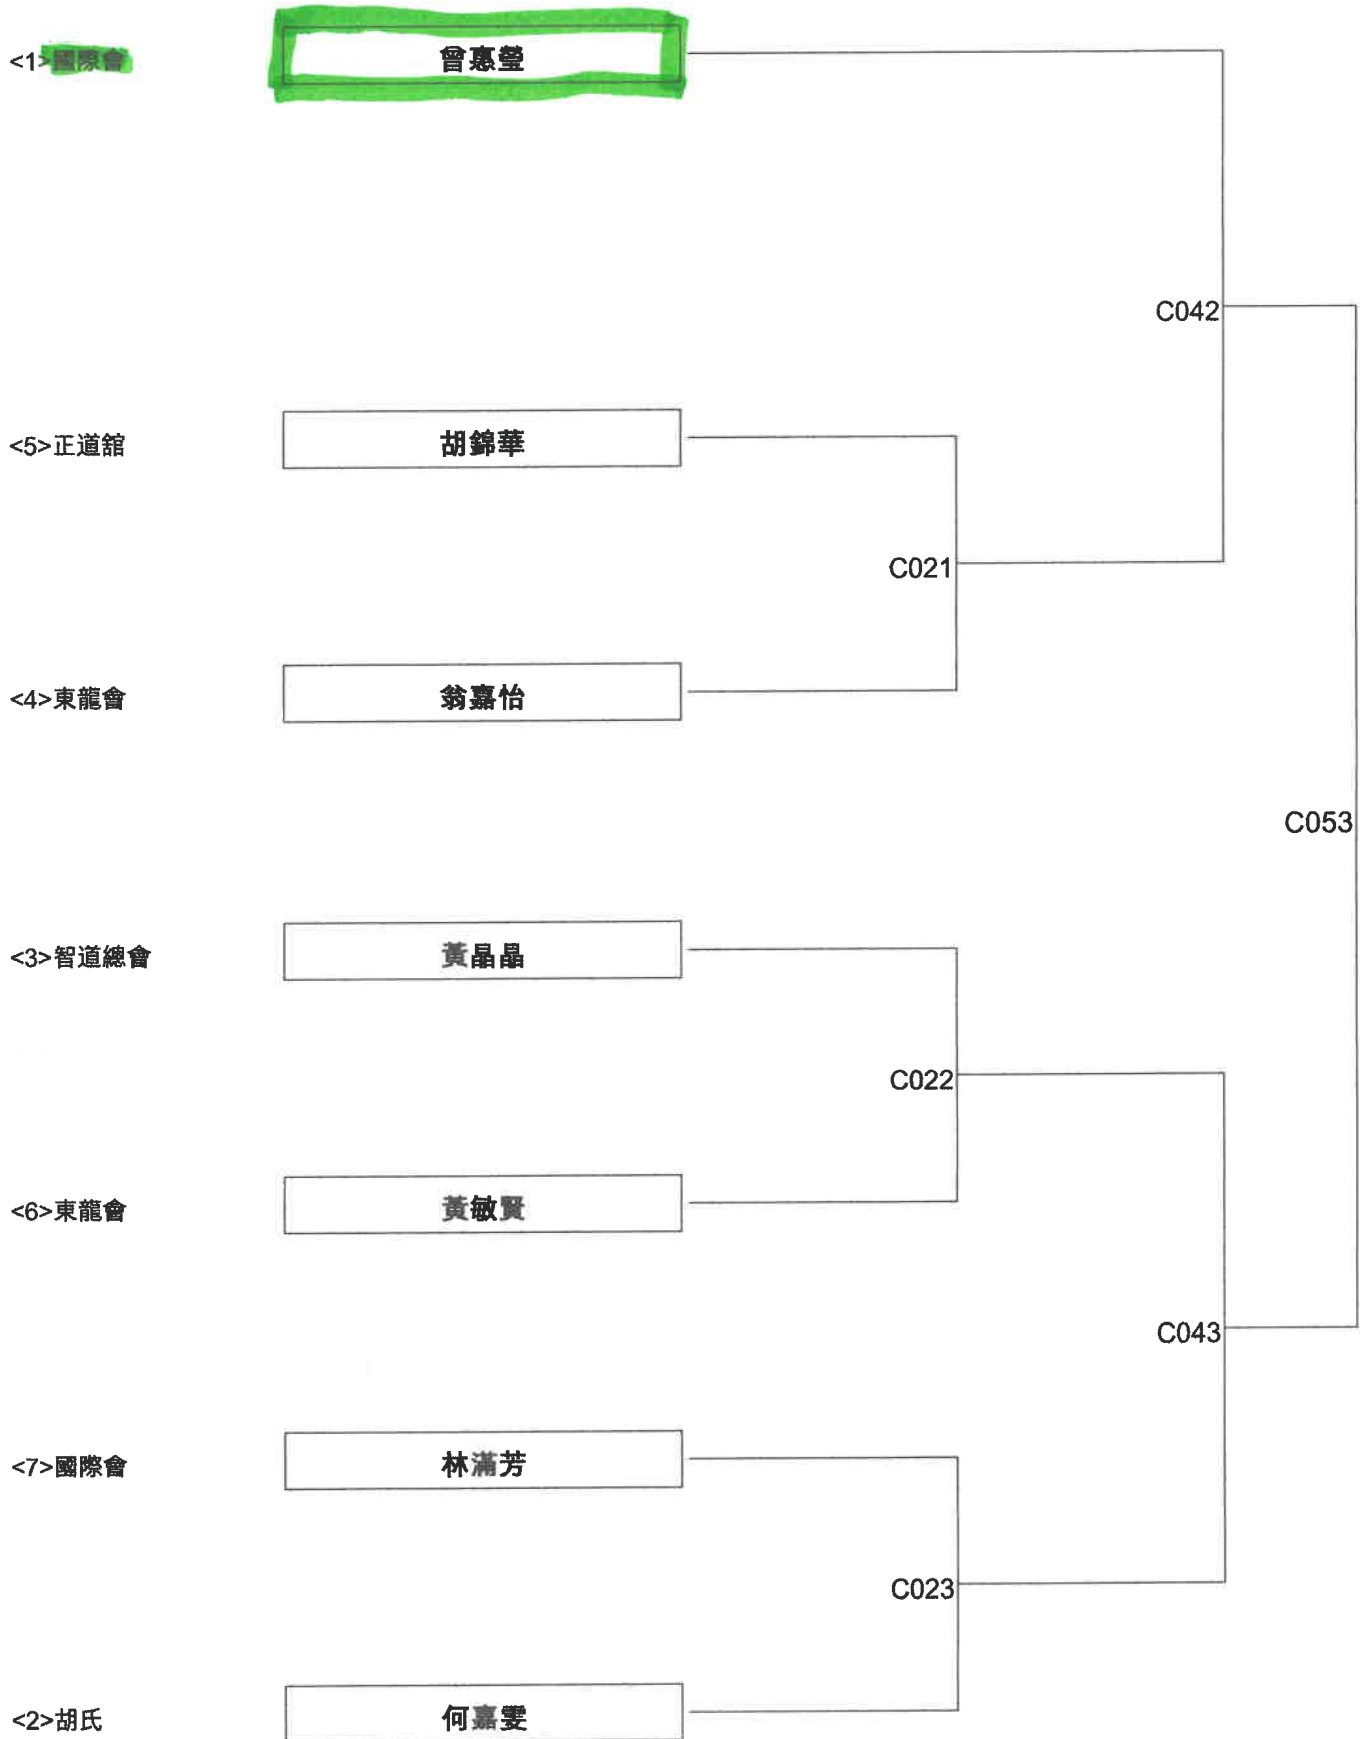 <1>國際會 曾惠瑩
C042
<5>正道舘 胡錦華
C021
<4>東龍會 翁嘉怡
C053
<3>智道總會 黃晶晶
C022
<6>東龍會 黃敏賢
C043
<7>國際會 林滿芳
C023
<2>胡氏 何嘉雯